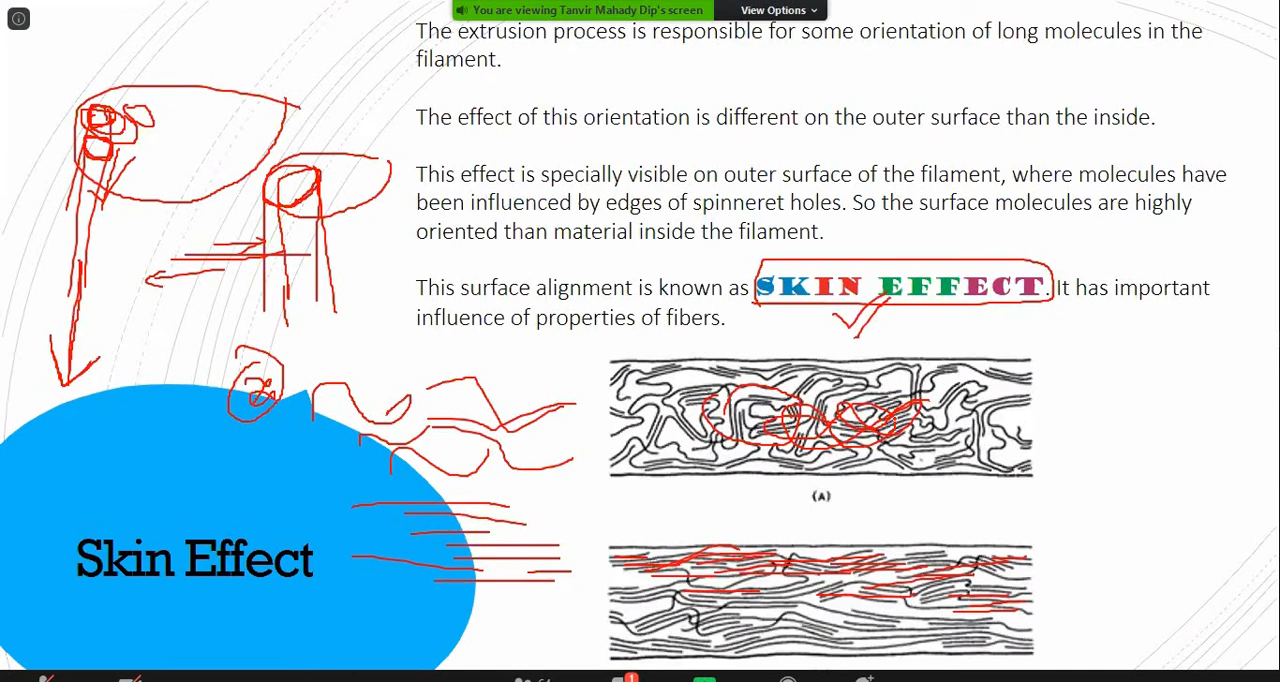 You are viewing Tanvir Mahady Dip's screen
View Options
The extrusion process is responsible for some orientation of long molecules in the
filament.
The effect of this orientation is different on the outer surface than the inside.
This effect is specially visible on outer surface of the filament, where molecules have
been influenced by edges of spinneret holes. So the surface molecules are highly
oriented than material inside the filament.
This surface alignment is known as SKIN EFFECT. It has important
influence of properties of fibers.
(A)
Skin Effect
1